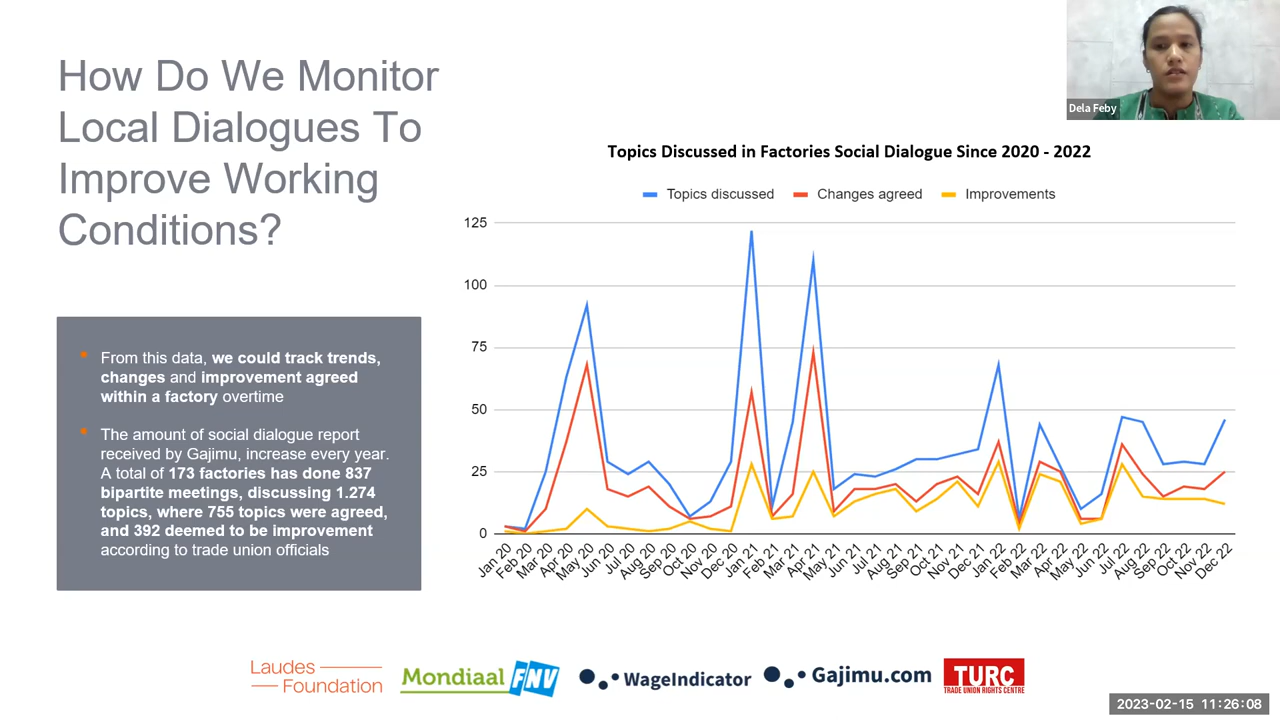 How Do We Monitor
Local Dialogues To
Improve Working
Conditions?
Dela Feby
From this data, we could track trends,
changes and improvement agreed
within a factory overtime
The amount of social dialogue report
received by Gajimu, increase every year.
A total of 173 factories has done 837
bipartite meetings, discussing 1.274
topics, where 755 topics were agreed,
and 392 deemed to be improvement
according to trade union officials
Topics Discussed in Factories Social Dialogue Since 2020 - 2022
Topics discussed Changes agreed Improvements
125
100
75
50
25
0
Jan 20 Feb 20 Mar 20 Apr 20 May 20 Jun 20 Jul 20 Aug 20 Sep 20 Oct 20 Nov 20 Dec 20 Jan 21 Feb 21 Mar 21 Apr 21 May 21 Jun 21 Jul 21 Aug 21 Sep 21 Oct 21 Nov 21 Dec 21 Jan 22 Feb 22 Mar 22 Apr 22 May 22 Jun 22 Jul 22 Aug 22 Sep 22 Oct 22 Nov 22 Dec 22
Laudes
Foundation
Mondiaal FNV
WageIndicator
Gajimu.com
TURC
TRADE UNION RIGHTS CENTRE
2023-02-15 11:26:08